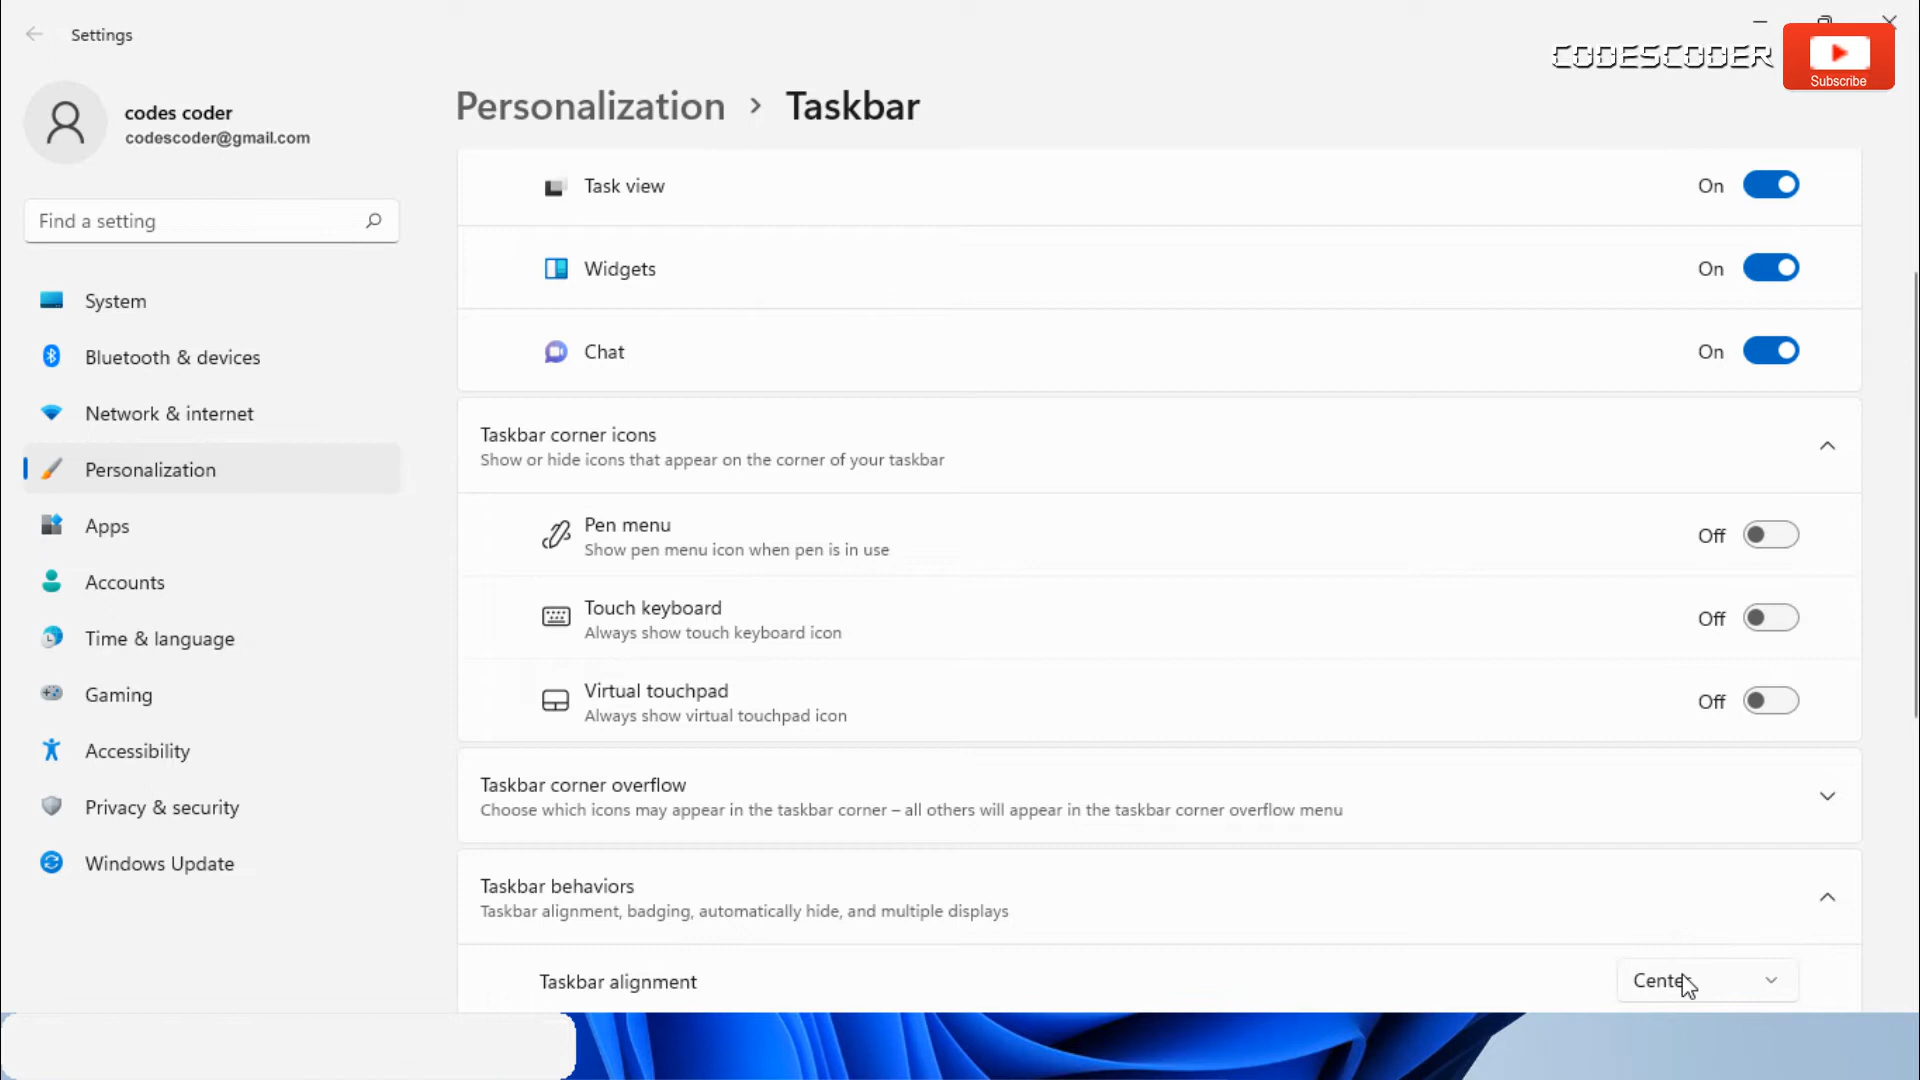 Settings
CODESCODER
Subscribe
codes coder
codescoder@gmail.com
Find a setting
System
Bluetooth & devices
Network & internet
Personalization
Apps
Accounts
Time & language
Gaming
Accessibility
Privacy & security
Windows Update
Personalization > Taskbar
Task view On
Widgets On
Chat On
Taskbar corner icons
Show or hide icons that appear on the corner of your taskbar
Pen menu
Show pen menu icon when pen is in use
Off
Touch keyboard
Always show touch keyboard icon
Off
Virtual touchpad
Always show virtual touchpad icon
Off
Taskbar corner overflow
Choose which icons may appear in the taskbar corner – all others will appear in the taskbar corner overflow menu
Taskbar behaviors
Taskbar alignment, badging, automatically hide, and multiple displays
Taskbar alignment Center